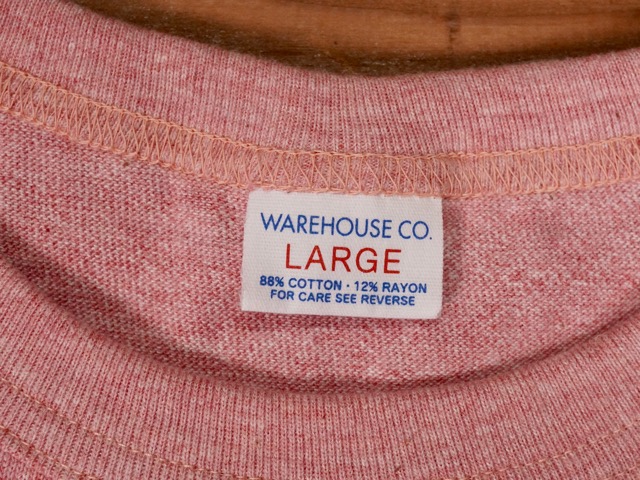 WAREHOUSE CO.
LARGE
88% COTTON · 12% RAYON
FOR CARE SEE REVERSE